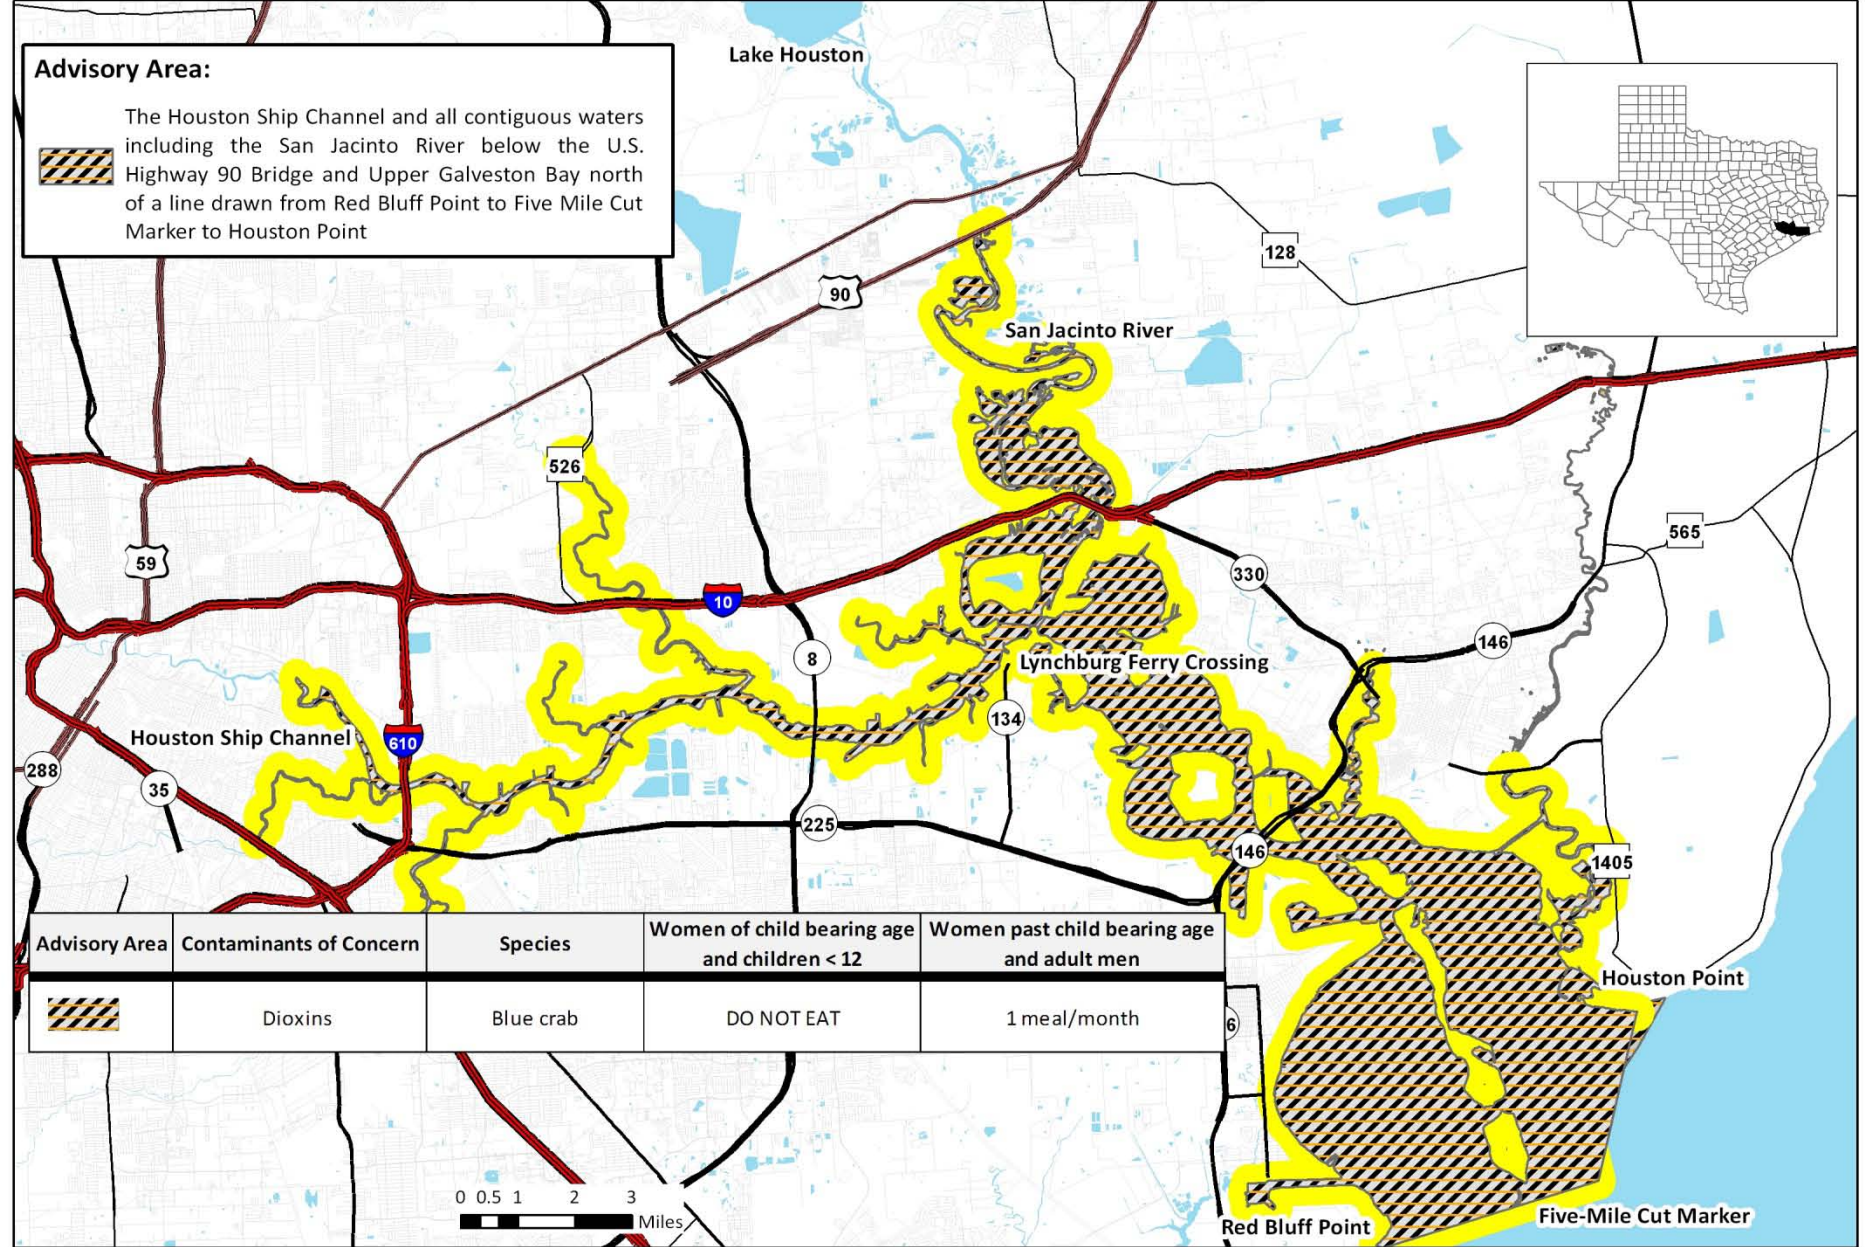 Advisory Area:
The Houston Ship Channel and all contiguous waters
including the San Jacinto River below the U.S.
Highway 90 Bridge and Upper Galveston Bay north
of a line drawn from Red Bluff Point to Five Mile Cut
Marker to Houston Point
Lake Houston
128
90
San Jacinto River
526
565
59
330
10
146
8
Lynchburg Ferry Crossing
134
Houston Ship Channel
610
288
35
225
146
1405
Advisory Area
Contaminants of Concern
Species
Women of child bearing age
and children < 12
Women past child bearing age
and adult men
Dioxins
Blue crab
DO NOT EAT
1 meal/month
Houston Point
6
0 0.5 1 2 3
Miles
Red Bluff Point
Five-Mile Cut Marker